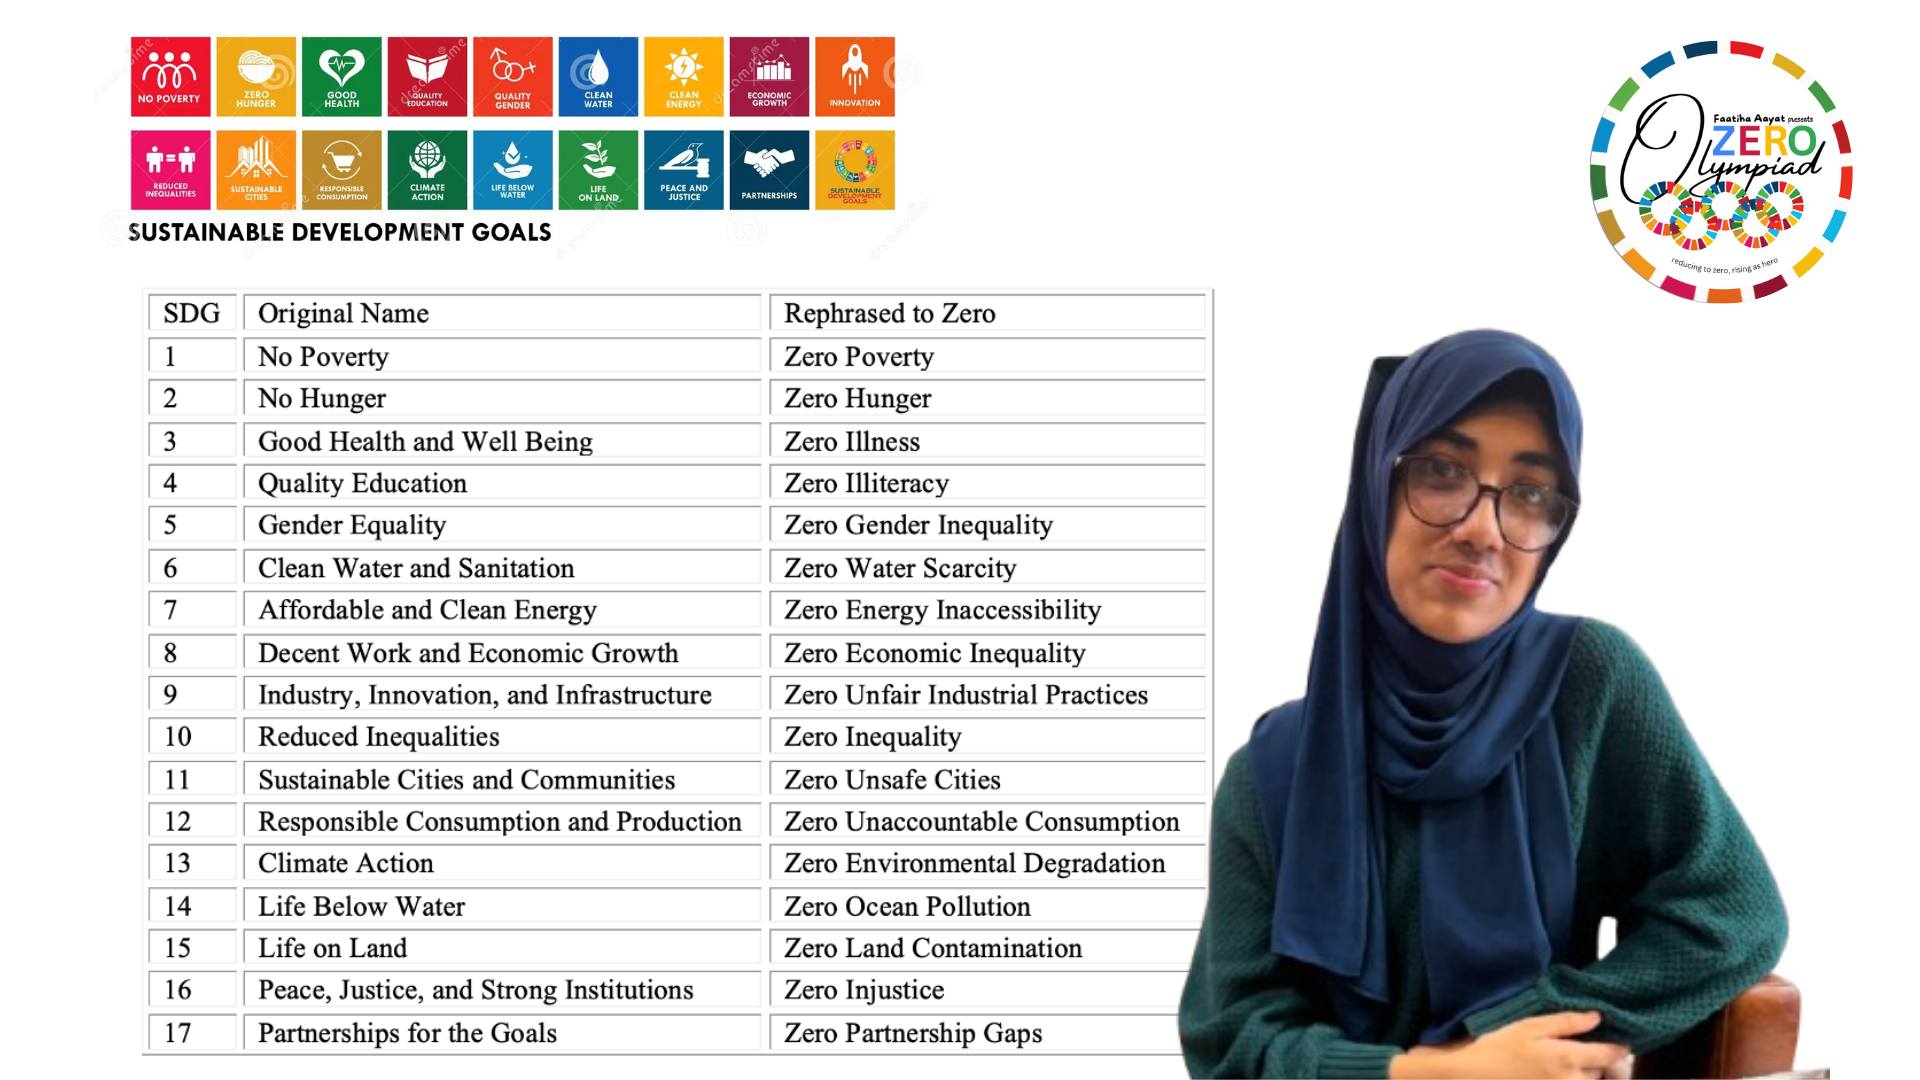 NO POVERTY
ZERO
HUNGER
GOOD
HEALTH
QUALITY
EDUCATION
QUALITY
GENDER
CLEAN
WATER
CLEAN
ENERGY
ECONOMIC
GROWTH
INNOVATION
REDUCED
INEQUALITIES
SUSTAINABLE
CITIES
RESPONSIBLE
CONSUMPTION
CLIMATE
ACTION
LIFE BELOW
WATER
LIFE
ON LAND
PEACE AND
JUSTICE
PARTNERSHIPS
SUSTAINABLE
DEVELOPMENT
GOALS
SUSTAINABLE DEVELOPMENT GOALS
dreamstime
Faatiha Aayat presents
ZERO
Olympiad
reducing to zero, rising as hero
SDG Original Name Rephrased to Zero
1 No Poverty Zero Poverty
2 No Hunger Zero Hunger
3 Good Health and Well Being Zero Illness
4 Quality Education Zero Illiteracy
5 Gender Equality Zero Gender Inequality
6 Clean Water and Sanitation Zero Water Scarcity
7 Affordable and Clean Energy Zero Energy Inaccessibility
8 Decent Work and Economic Growth Zero Economic Inequality
9 Industry, Innovation, and Infrastructure Zero Unfair Industrial Practices
10 Reduced Inequalities Zero Inequality
11 Sustainable Cities and Communities Zero Unsafe Cities
12 Responsible Consumption and Production Zero Unaccountable Consumption
13 Climate Action Zero Environmental Degradation
14 Life Below Water Zero Ocean Pollution
15 Life on Land Zero Land Contamination
16 Peace, Justice, and Strong Institutions Zero Injustice
17 Partnerships for the Goals Zero Partnership Gaps